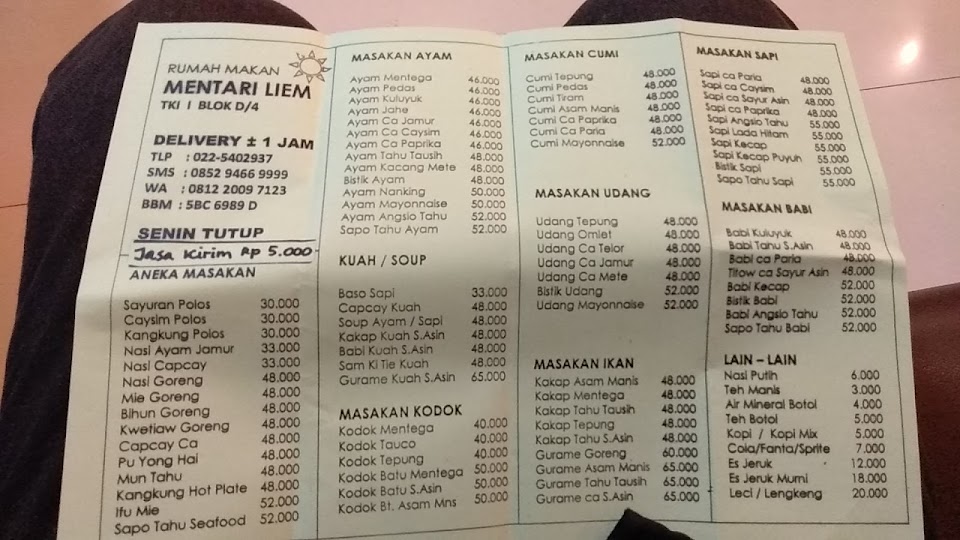 RUMAH MAKAN
MENTARI LIEM
TKI I BLOK D/4
DELIVERY ± 1 JAM
TLP : 022-5402937
SMS : 0852 9466 9999
WA : 0812 2009 7123
BBM : 5BC 6989 D
SENIN TUTUP
Jasa Kirim Rp 5.000
ANEKA MASAKAN
Sayuran Polos 30.000
Caysim Polos 30.000
Kangkung Polos 30.000
Nasi Ayam Jamur 33.000
Nasi Capcay 33.000
Nasi Goreng 48.000
Mie Goreng 48.000
Bihun Goreng 48.000
Kwetiaw Goreng 48.000
Capcay Ca 48.000
Pu Yong Hai 48.000
Mun Tahu 48.000
Kangkung Hot Plate 48.000
Ifu Mie 52.000
Sapo Tahu Seafood 52.000
MASAKAN AYAM
Ayam Mentega 46.000
Ayam Pedas 46.000
Ayam Kuluyuk 46.000
Ayam Jahe 46.000
Ayam Ca Jamur 46.000
Ayam Ca Caysim 46.000
Ayam Ca Paprika 46.000
Ayam Tahu Tausih 48.000
Ayam Kacang Mete 48.000
Bistik Ayam 48.000
Ayam Nanking 50.000
Ayam Mayonnaise 50.000
Ayam Angsio Tahu 52.000
Sapo Tahu Ayam 52.000
KUAH / SOUP
Baso Sapi 33.000
Capcay Kuah 48.000
Soup Ayam / Sapi 48.000
Kakap Kuah S.Asin 48.000
Babi Kuah S.Asin 48.000
Sam Ki Tie Kuah 48.000
Gurame Kuah S.Asin 65.000
MASAKAN KODOK
Kodok Mentega 40.000
Kodok Tauco 40.000
Kodok Tepung 40.000
Kodok Batu Mentega 50.000
Kodok Batu S.Asin 50.000
Kodok Bt. Asam Mns 50.000
MASAKAN CUMI
Cumi Tepung 48.000
Cumi Pedas 48.000
Cumi Tiram 48.000
Cumi Asam Manis 48.000
Cumi Ca Paprika 48.000
Cumi Ca Paria 48.000
Cumi Mayonnaise 52.000
MASAKAN UDANG
Udang Tepung 48.000
Udang Omlet 48.000
Udang Ca Telor 48.000
Udang Ca Jamur 48.000
Udang Ca Mete 48.000
Bistik Udang 52.000
Udang Mayonnaise 52.000
MASAKAN IKAN
Kakap Asam Manis 48.000
Kakap Mentega 48.000
Kakap Tahu Tausih 48.000
Kakap Tepung 48.000
Kakap Tahu S.Asin 48.000
Gurame Goreng 60.000
Gurame Asam Manis 65.000
Gurame Tahu Tausih 65.000
Gurame ca S.Asin 65.000
MASAKAN SAPI
Sapi ca Paria 48.000
Sapi ca Caysim 48.000
Sapi ca Sayur Asin 48.000
Sapi ca Paprika 48.000
Sapi Angsio Tahu 55.000
Sapi Lada Hitam 55.000
Sapi Kecap 55.000
Sapi Kecap Puyuh 55.000
Bistik Sapi 55.000
Sapo Tahu Sapi 55.000
MASAKAN BABI
Babi Kuluyuk 48.000
Babi Tahu S.Asin 48.000
Babi ca Paria 48.000
Titow ca Sayur Asin 48.000
Babi Kecap 52.000
Bistik Babi 52.000
Babi Angsio Tahu 52.000
Sapo Tahu Babi 52.000
LAIN – LAIN
Nasi Putih 6.000
Teh Manis 3.000
Air Mineral Botol 4.000
Teh Botol 5.000
Kopi / Kopi Mix 5.000
Cola/Fanta/Sprite 7.000
Es Jeruk 12.000
Es Jeruk Murni 18.000
Leci / Lengkeng 20.000